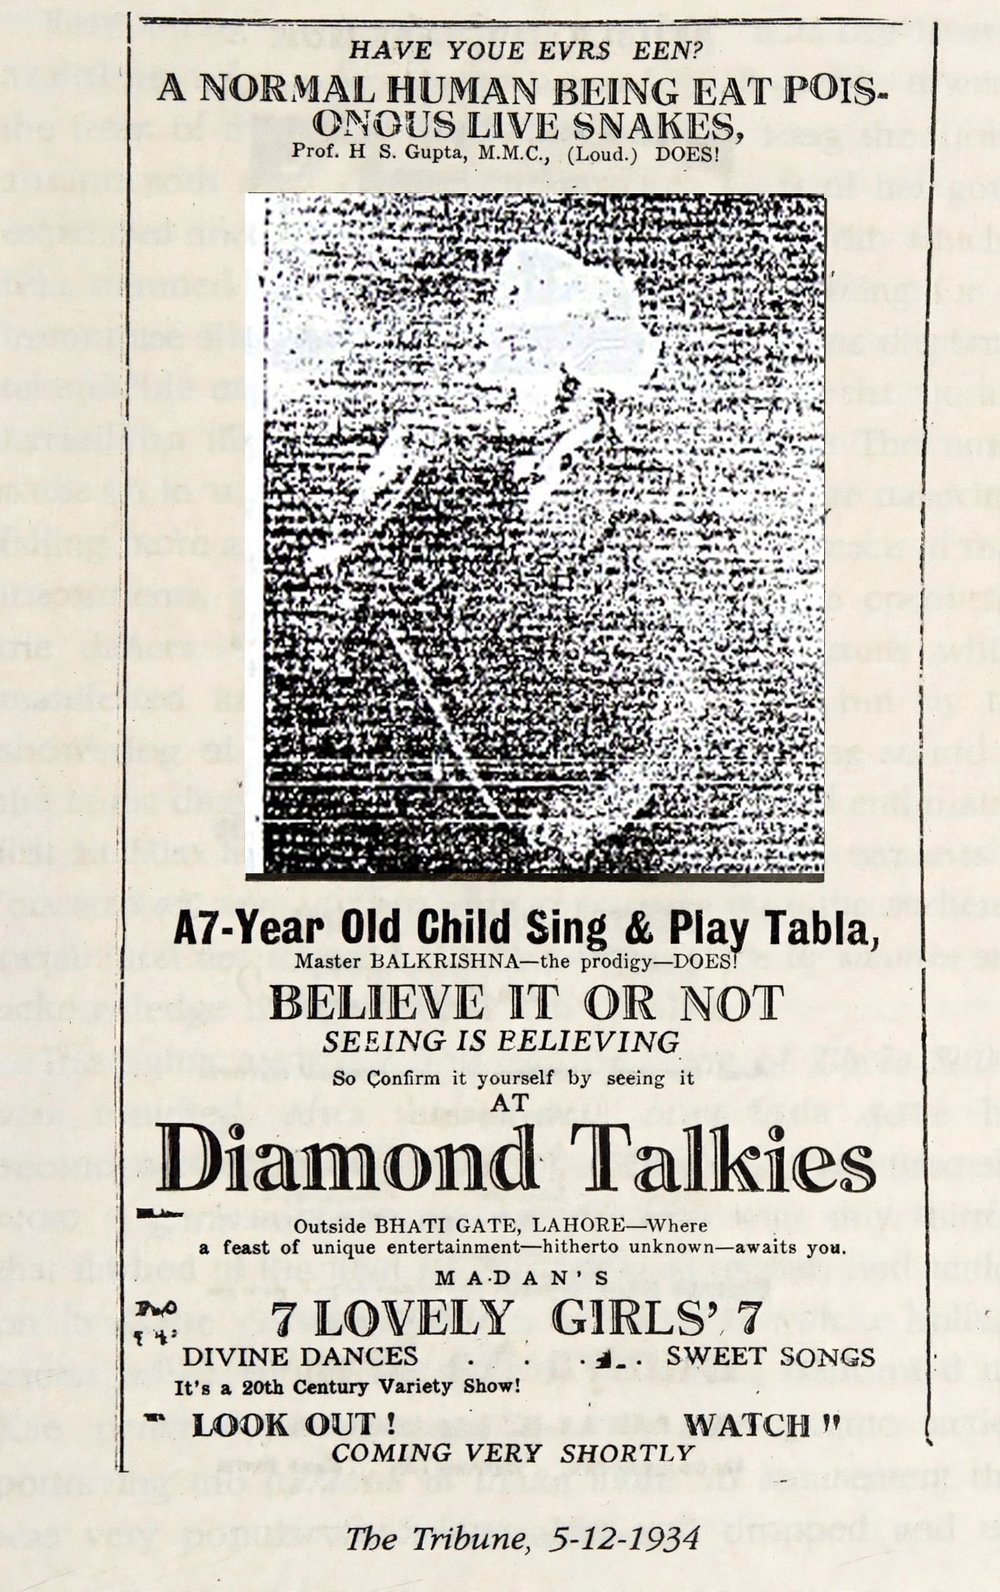 HAVE YOUE EVRS EEN?
A NORMAL HUMAN BEING EAT POIS-
ONOUS LIVE SNAKES,
Prof. H S. Gupta, M.M.C., (Loud.) DOES!
A7-Year Old Child Sing & Play Tabla,
Master BALKRISHNA—the prodigy—DOES!
BELIEVE IT OR NOT
SEEING IS BELIEVING
So Confirm it yourself by seeing it
AT
Diamond Talkies
Outside BHATI GATE, LAHORE—Where
a feast of unique entertainment—hitherto unknown—awaits you.
MADAN'S
7 LOVELY GIRLS' 7
DIVINE DANCES . . . . SWEET SONGS
It's a 20th Century Variety Show!
LOOK OUT ! WATCH "
COMING VERY SHORTLY
The Tribune, 5-12-1934